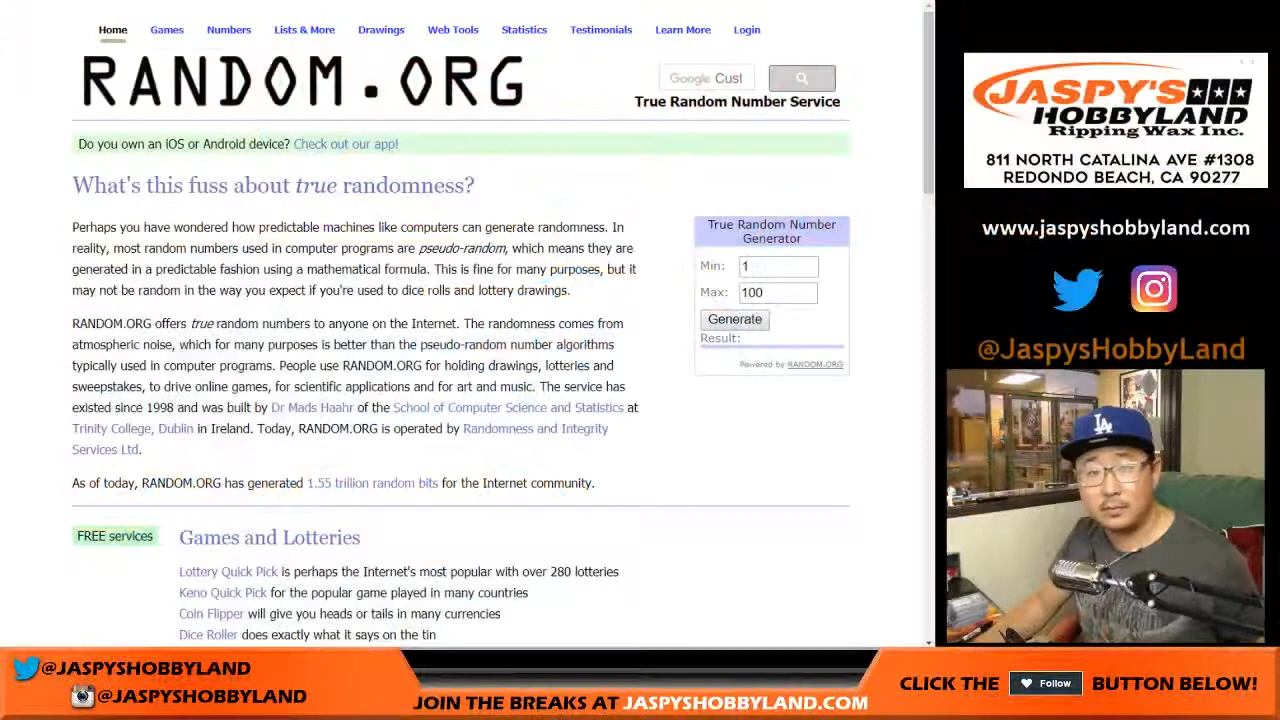 Home Games Numbers Lists & More Drawings Web Tools Statistics Testimonials Learn More Login
RANDOM.ORG
Google Cust
True Random Number Service
Do you own an iOS or Android device? Check out our app!
What's this fuss about true randomness?
Perhaps you have wondered how predictable machines like computers can generate randomness. In
reality, most random numbers used in computer programs are pseudo-random, which means they are
generated in a predictable fashion using a mathematical formula. This is fine for many purposes, but it
may not be random in the way you expect if you're used to dice rolls and lottery drawings.
RANDOM.ORG offers true random numbers to anyone on the Internet. The randomness comes from
atmospheric noise, which for many purposes is better than the pseudo-random number algorithms
typically used in computer programs. People use RANDOM.ORG for holding drawings, lotteries and
sweepstakes, to drive online games, for scientific applications and for art and music. The service has
existed since 1998 and was built by Dr Mads Haahr of the School of Computer Science and Statistics at
Trinity College, Dublin in Ireland. Today, RANDOM.ORG is operated by Randomness and Integrity
Services Ltd.
As of today, RANDOM.ORG has generated 1.55 trillion random bits for the Internet community.
True Random Number
Generator
Min: 1
Max: 100
Generate
Result:
Powered by RANDOM.ORG
FREE services
Games and Lotteries
Lottery Quick Pick is perhaps the Internet's most popular with over 280 lotteries
Keno Quick Pick for the popular game played in many countries
Coin Flipper will give you heads or tails in many currencies
Dice Roller does exactly what it says on the tin
JASPY'S
HOBBYLAND
Ripping Wax Inc.
811 NORTH CATALINA AVE #1308
REDONDO BEACH, CA 90277
www.jaspyshobbyland.com
@JaspysHobbyLand
LA
@JASPYSHOBBYLAND
@JASPYSHOBBYLAND
JOIN THE BREAKS AT JASPYSHOBBYLAND.COM
CLICK THE Follow BUTTON BELOW!